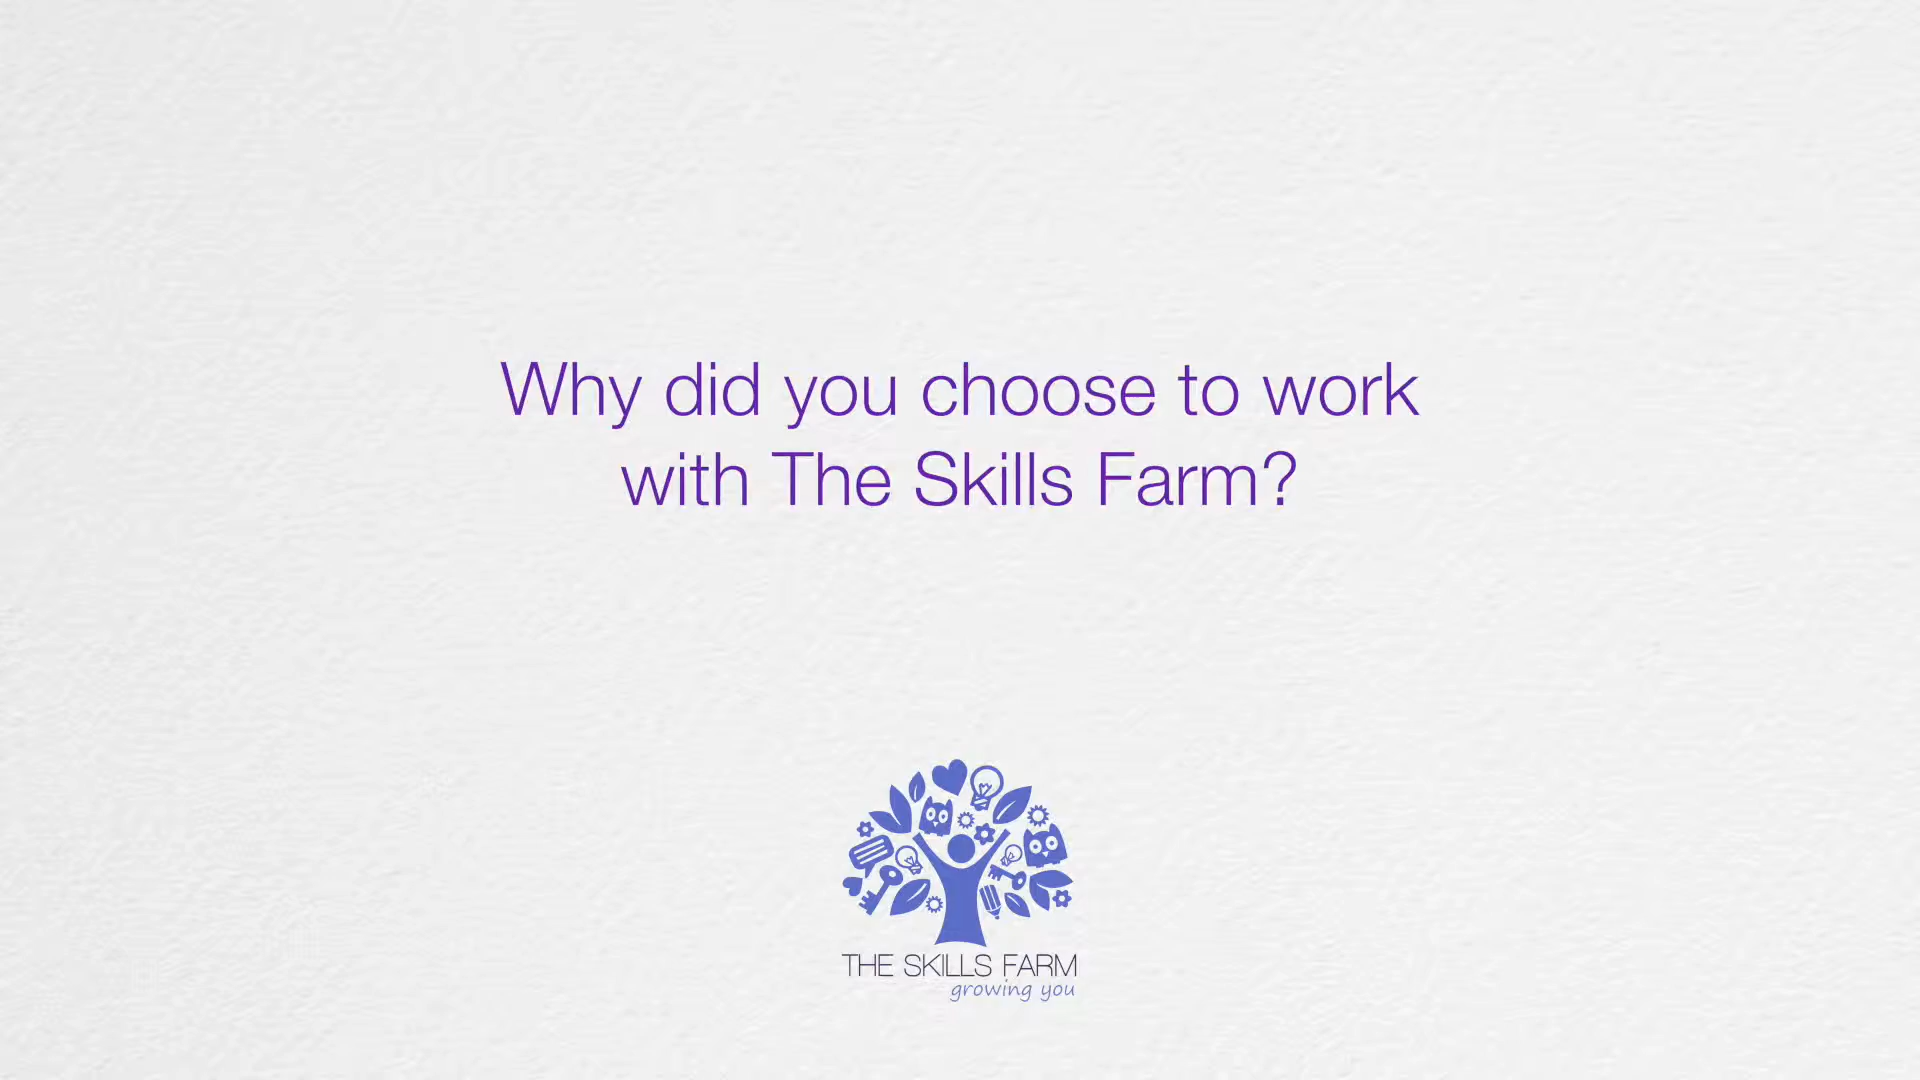 Why did you choose to work
with The Skills Farm?
THE SKILLS FARM
growing you